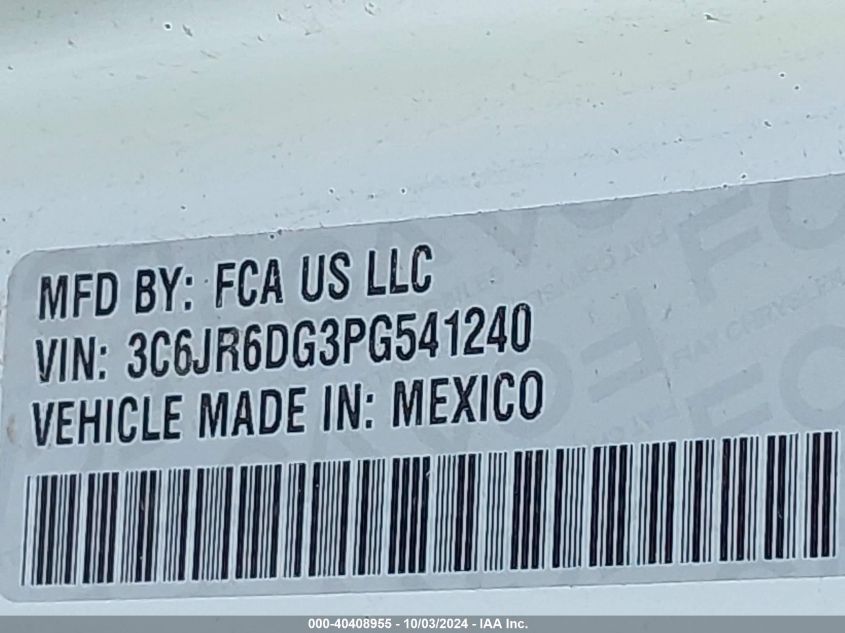 MFD BY: FCA US LLC
VIN: 3C6JR6DG3PG541240
VEHICLE MADE IN: MEXICO
000-40408955 - 10/03/2024 - IAA Inc.